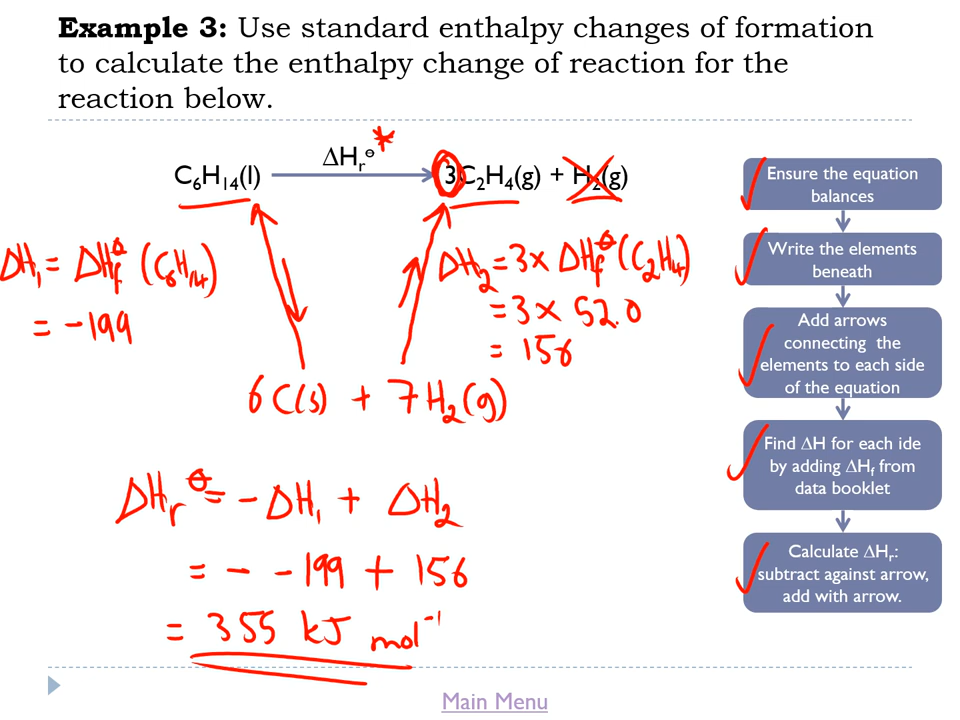 Example 3: Use standard enthalpy changes of formation
to calculate the enthalpy change of reaction for the
reaction below.
ΔHᵣ⊖ *
C₆H₁₄(l) → 3C₂H₄(g) + H₂(g)
ΔH₁ = ΔHf⊖ (C₆H₁₄)
= -199
ΔH₂ = 3 x ΔHf⊖ (C₂H₄)
= 3 x 52.0
= 156
6C(s) + 7H₂(g)
ΔHᵣ⊖ = -ΔH₁ + ΔH₂
= - -199 + 156
= 355 kJ mol⁻¹
Ensure the equation
balances
Write the elements
beneath
Add arrows
connecting the
elements to each side
of the equation
Find ΔH for each ide
by adding ΔHf from
data booklet
Calculate ΔHᵣ:
subtract against arrow,
add with arrow.
Main Menu